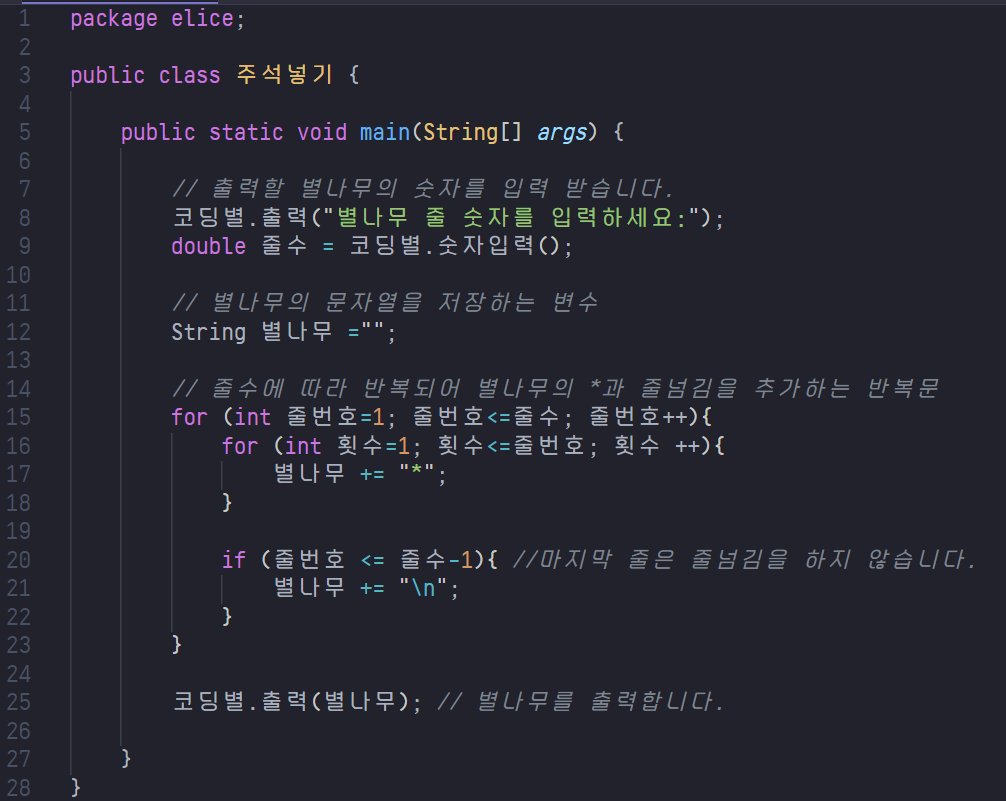 1 package elice;
2
3 public class 주석넣기 {
4
5 public static void main(String[] args) {
6
7 // 출력할 별나무의 숫자를 입력 받습니다.
8 코딩별.출력("별나무 줄 숫자를 입력하세요:");
9 double 줄수 = 코딩별.숫자입력();
10
11 // 별나무의 문자열을 저장하는 변수
12 String 별나무 ="";
13
14 // 줄수에 따라 반복되어 별나무의 *과 줄넘김을 추가하는 반복문
15 for (int 줄번호=1; 줄번호<=줄수; 줄번호++){
16 for (int 횟수=1; 횟수<=줄번호; 횟수 ++){
17 별나무 += "*";
18 }
19
20 if (줄번호 <= 줄수-1){ //마지막 줄은 줄넘김을 하지 않습니다.
21 별나무 += "\n";
22 }
23 }
24
25 코딩별.출력(별나무); // 별나무를 출력합니다.
26
27 }
28 }